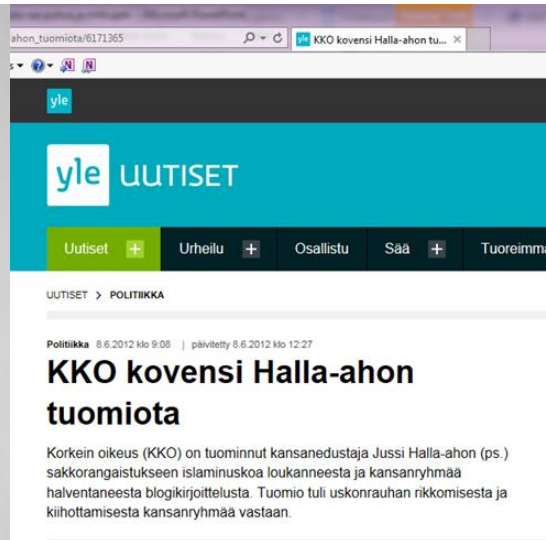 ahon_tuomiota/6171365
KKO kovensi Halla-ahon tu...
yle
yle UUTISET
Uutiset + Urheilu + Osallistu Sää + Tuoreimma
UUTISET > POLITIIKKA
Politiikka 8.6.2012 klo 9:08 | päivitetty 8.6.2012 klo 12:27
KKO kovensi Halla-ahon
tuomiota
Korkein oikeus (KKO) on tuominnut kansanedustaja Jussi Halla-ahon (ps.)
sakkorangaistukseen islaminuskoa loukanneesta ja kansanryhmää
halventaneesta blogikirjoittelusta. Tuomio tuli uskonrauhan rikkomisesta ja
kiihottamisesta kansanryhmää vastaan.